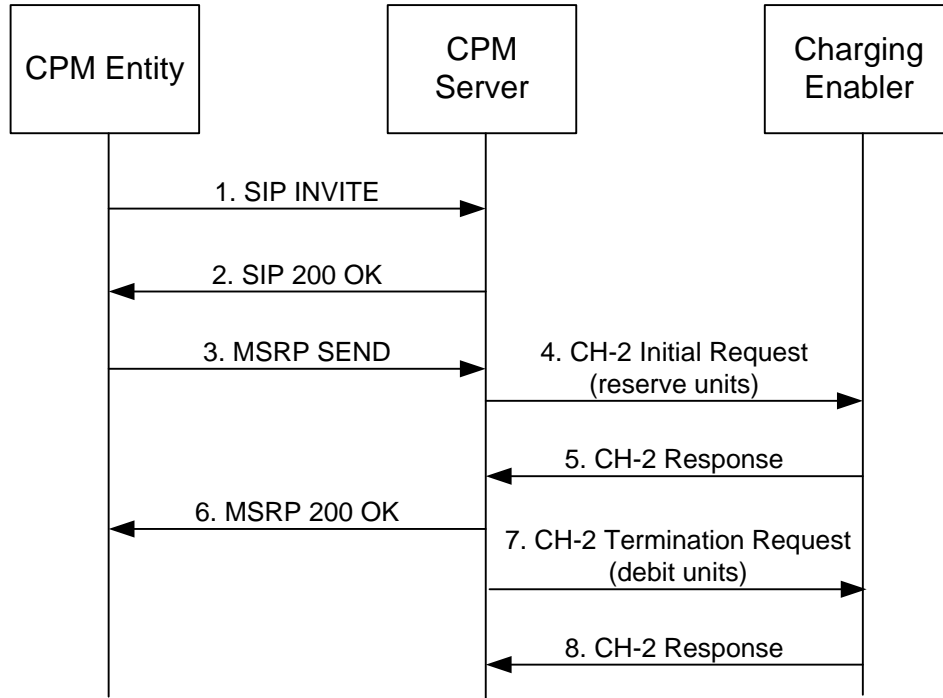 CPM Entity
CPM
Server
Charging
Enabler
1. SIP INVITE
2. SIP 200 OK
3. MSRP SEND
4. CH-2 Initial Request
(reserve units)
5. CH-2 Response
6. MSRP 200 OK
7. CH-2 Termination Request
(debit units)
8. CH-2 Response